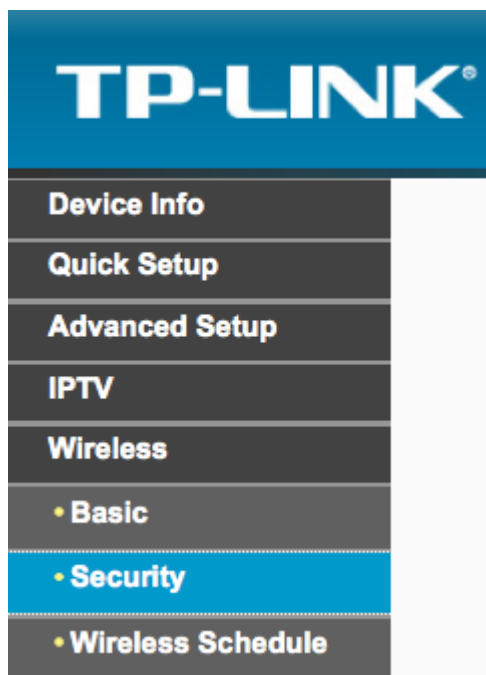 TP-LINK®
Device Info
Quick Setup
Advanced Setup
IPTV
Wireless
• Basic
• Security
• Wireless Schedule